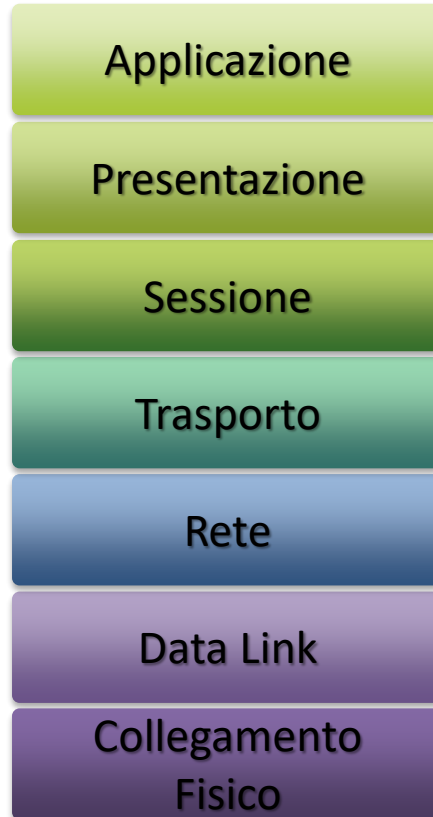 Applicazione
Presentazione
Sessione
Trasporto
Rete
Data Link
Collegamento
Fisico